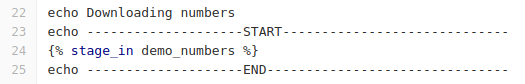 22 echo Downloading numbers
23 echo --------------------START-----------------------------
24 {% stage_in demo_numbers %}
25 echo --------------------END-------------------------------